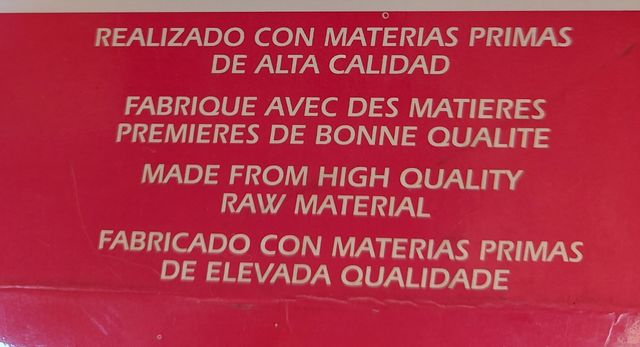 REALIZADO CON MATERIAS PRIMAS
DE ALTA CALIDAD
FABRIQUE AVEC DES MATIERES
PREMIERES DE BONNE QUALITE
MADE FROM HIGH QUALITY
RAW MATERIAL
FABRICADO CON MATERIAS PRIMAS
DE ELEVADA QUALIDADE